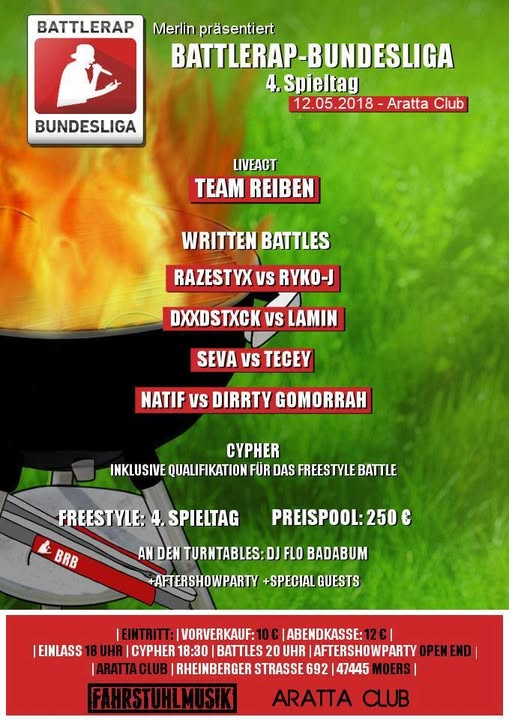 BATTLERAP
BUNDESLIGA
Merlin präsentiert
BATTLERAP-BUNDESLIGA
4. Spieltag
12.05.2018 - Aratta Club
LIVEACT
TEAM REIBEN
WRITTEN BATTLES
RAZESTYX vs RYKO-J
DXXDSTXCK vs LAMIN
SEVA vs TECEY
NATIF vs DIRRTY GOMORRAH
CYPHER
INKLUSIVE QUALIFIKATION FÜR DAS FREESTYLE BATTLE
FREESTYLE: 4. SPIELTAG PREISPOOL: 250 €
AN DEN TURNTABLES: DJ FLO BADABUM
+AFTERSHOWPARTY +SPECIAL GUESTS
BRB
| EINTRITT: | VORVERKAUF: 10 € | ABENDKASSE: 12 € |
| EINLASS 18 UHR | CYPHER 18:30 | BATTLES 20 UHR | AFTERSHOWPARTY OPEN END |
| ARATTA CLUB | RHEINBERGER STRASSE 692 | 47445 MOERS |
FAHRSTUHLMUSIK ARATTA CLUB